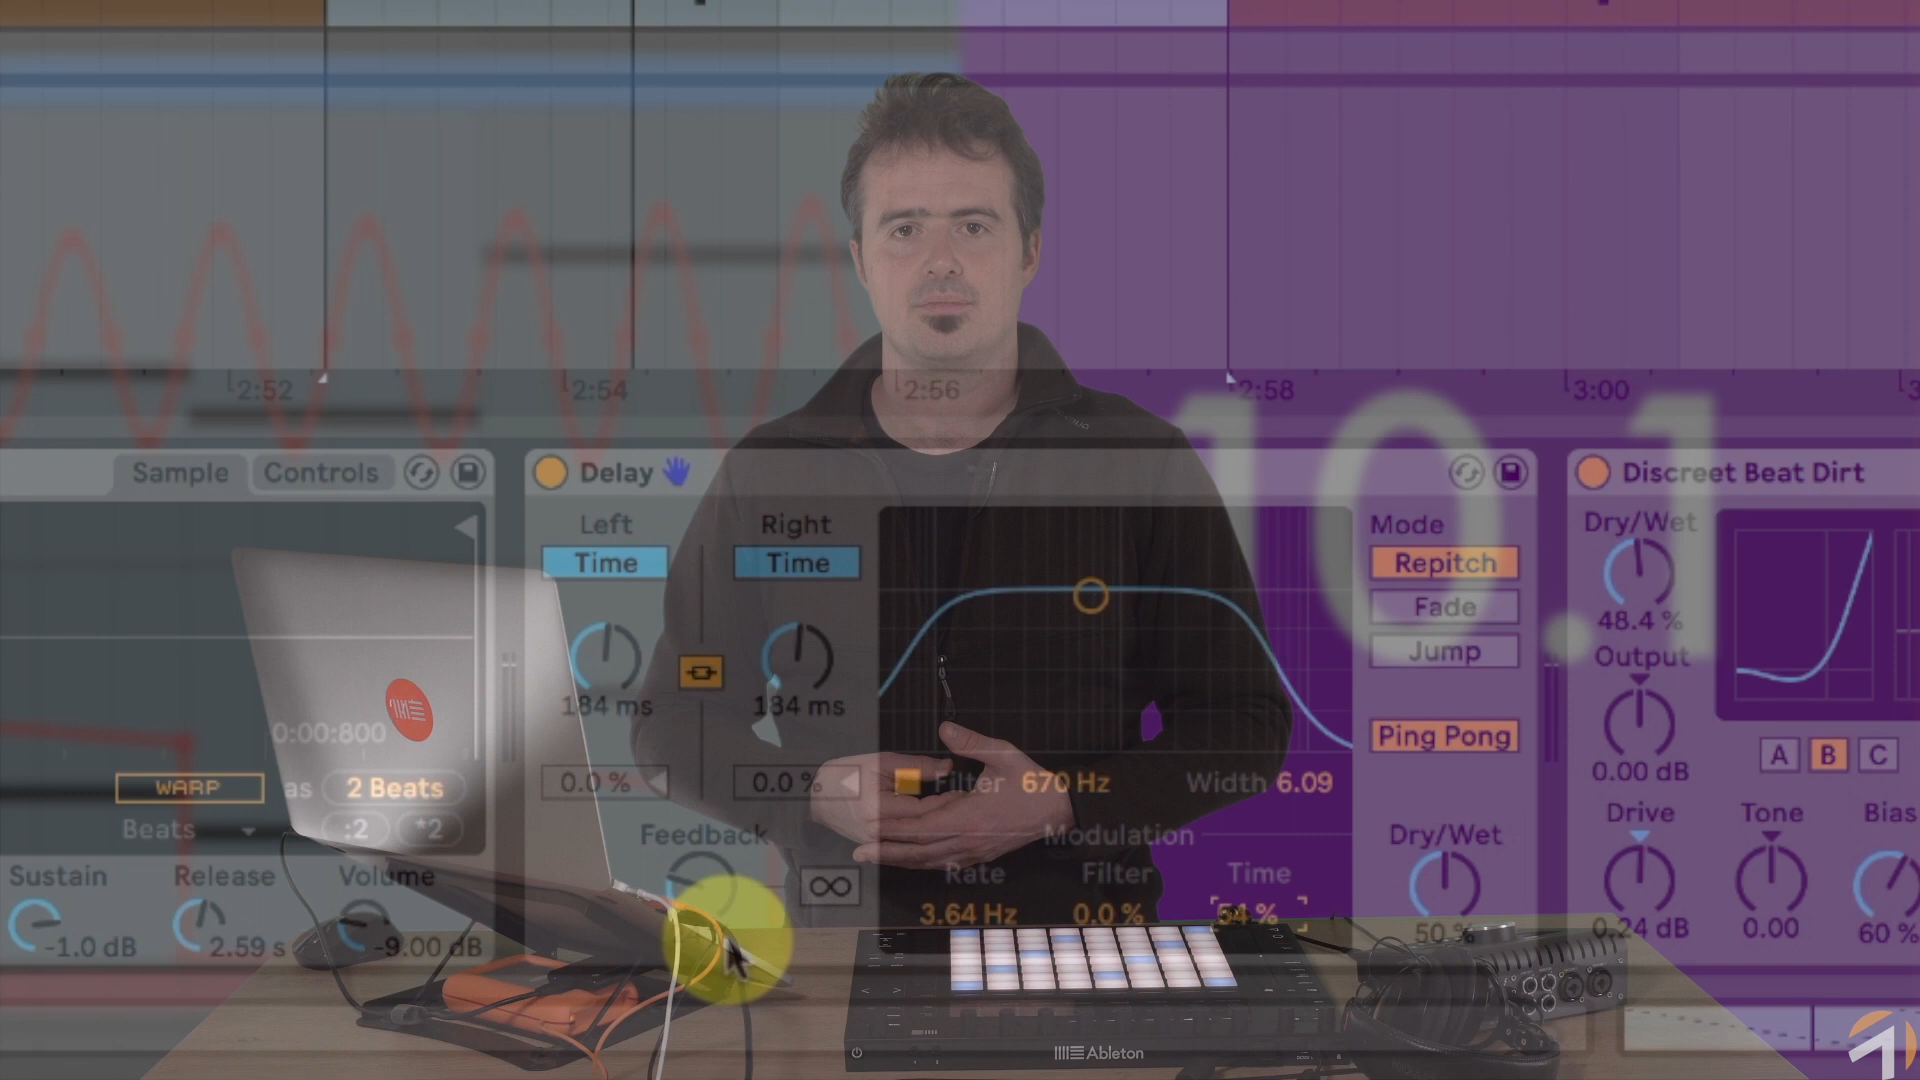 2:52
2:54
2:56
2:58
3:00
10.1
Sample
Controls
Delay
Discreet Beat Dirt
Left
Right
Time
Time
184 ms
184 ms
0.0 %
0.0 %
Feedback
Filter 670 Hz
Width 6.09
Modulation
Rate
Filter
Time
3.64 Hz
0.0 %
54 %
Mode
Repitch
Fade
Jump
Ping Pong
Dry/Wet
50 %
Dry/Wet
48.4 %
Output
0.00 dB
A
B
C
Drive
Tone
Bias
0.24 dB
0.00
60 %
0:00:800
WARP
as
2 Beats
:2
*2
Beats
Sustain
Release
Volume
-1.0 dB
2.59 s
-9.00 dB
Ableton